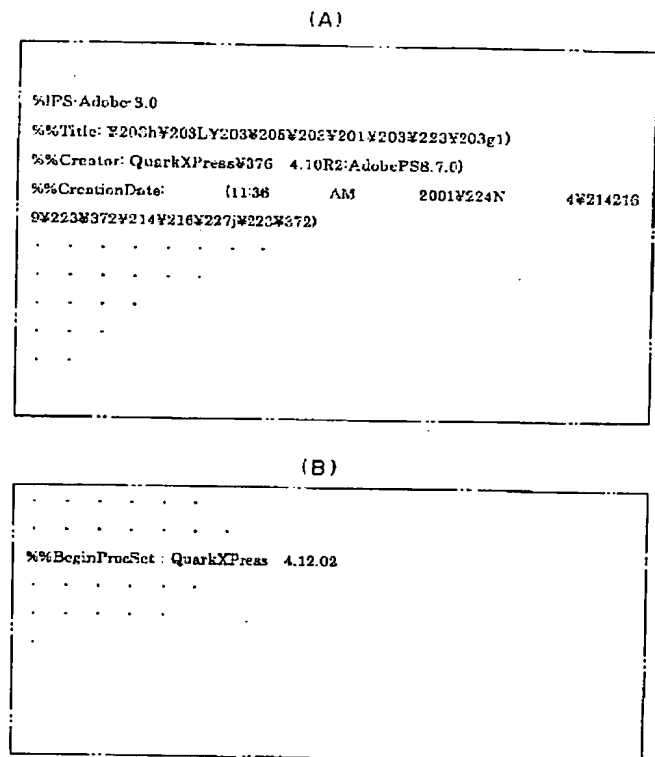 (A)
%!PS-Adobe-3.0
%%Title: ¥203h¥203L¥203¥205¥203¥201¥203¥223¥203g1)
%%Creator: QuarkXPress¥376 4.10R2:AdobePS8.7.0)
%%CreationDate: (11:36 AM 2001¥224N 4¥214216
9¥223¥372¥214¥216¥227j¥223¥372)
(B)
%%BeginProcSet : QuarkXPress 4.12.02